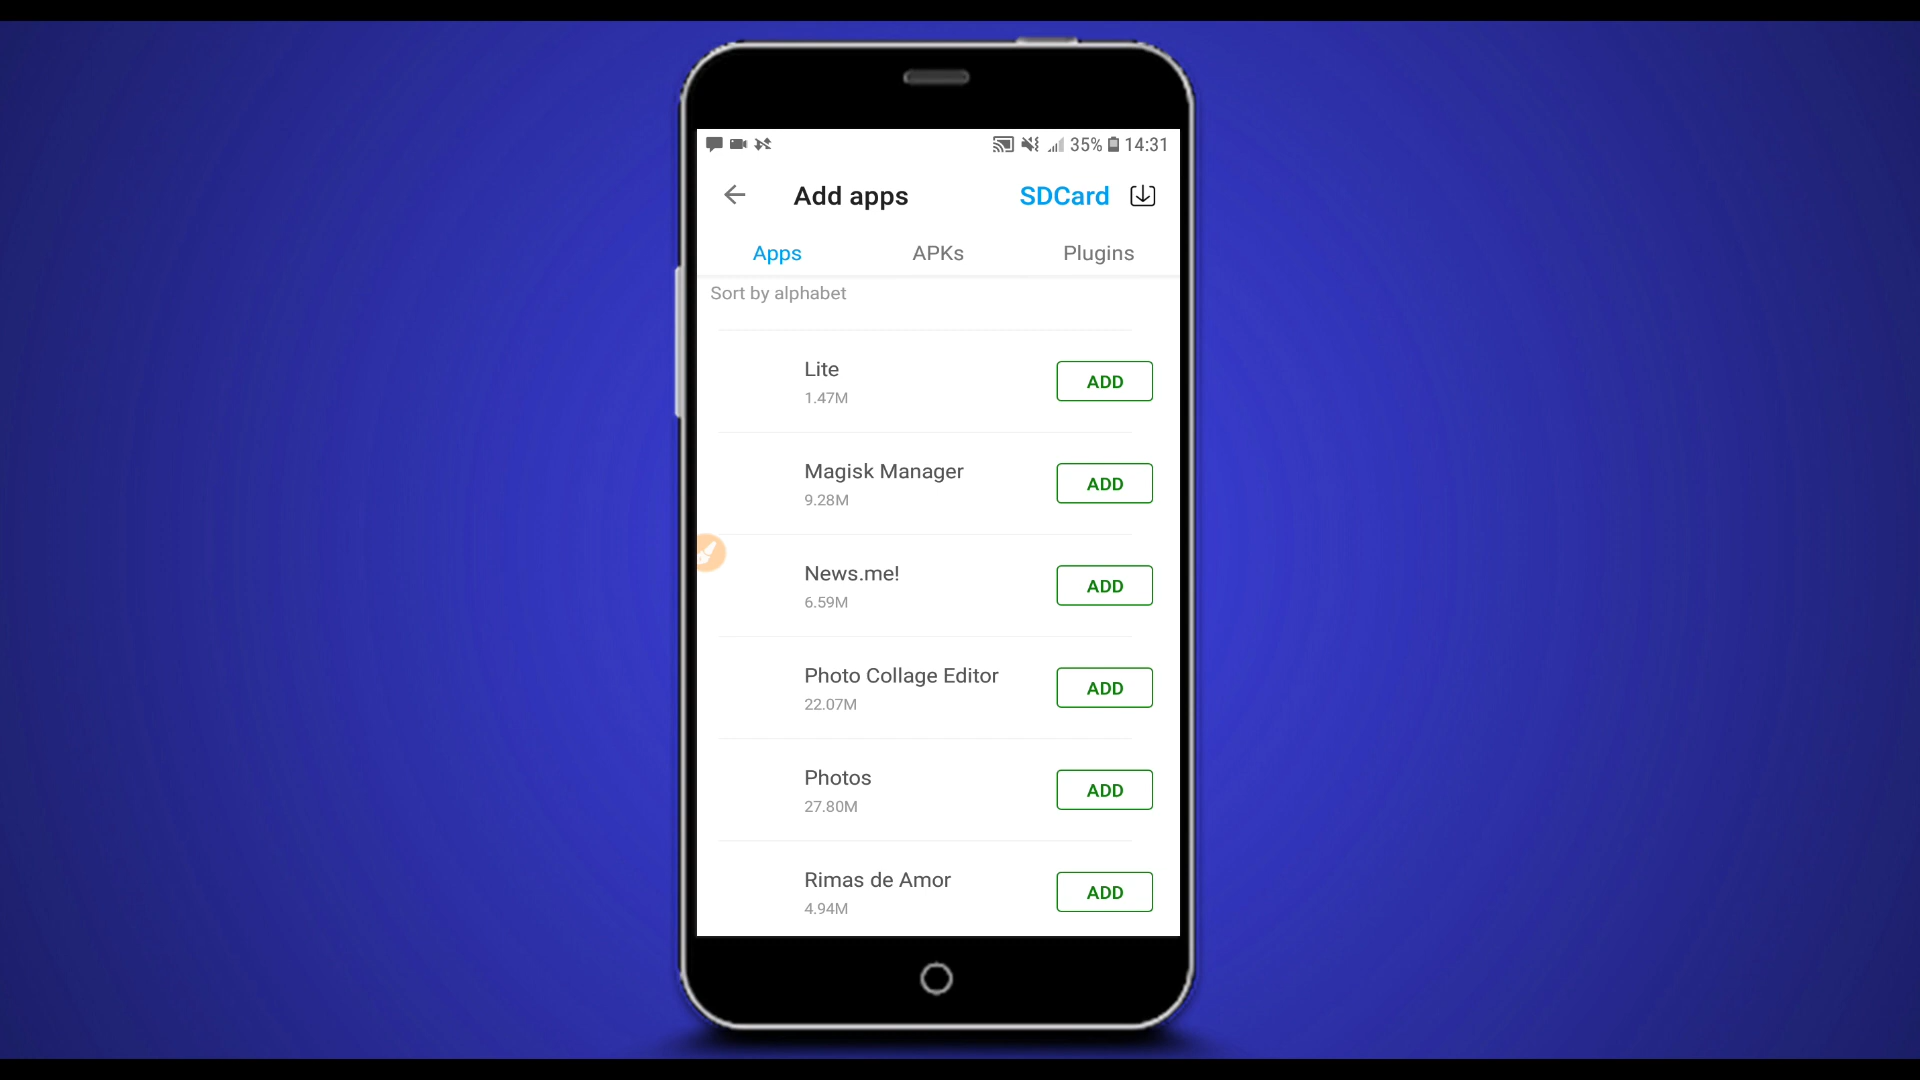 35% 14:31
Add apps SDCard
Apps APKs Plugins
Sort by alphabet
Lite
1.47M
ADD
Magisk Manager
9.28M
ADD
News.me!
6.59M
ADD
Photo Collage Editor
22.07M
ADD
Photos
27.80M
ADD
Rimas de Amor
4.94M
ADD